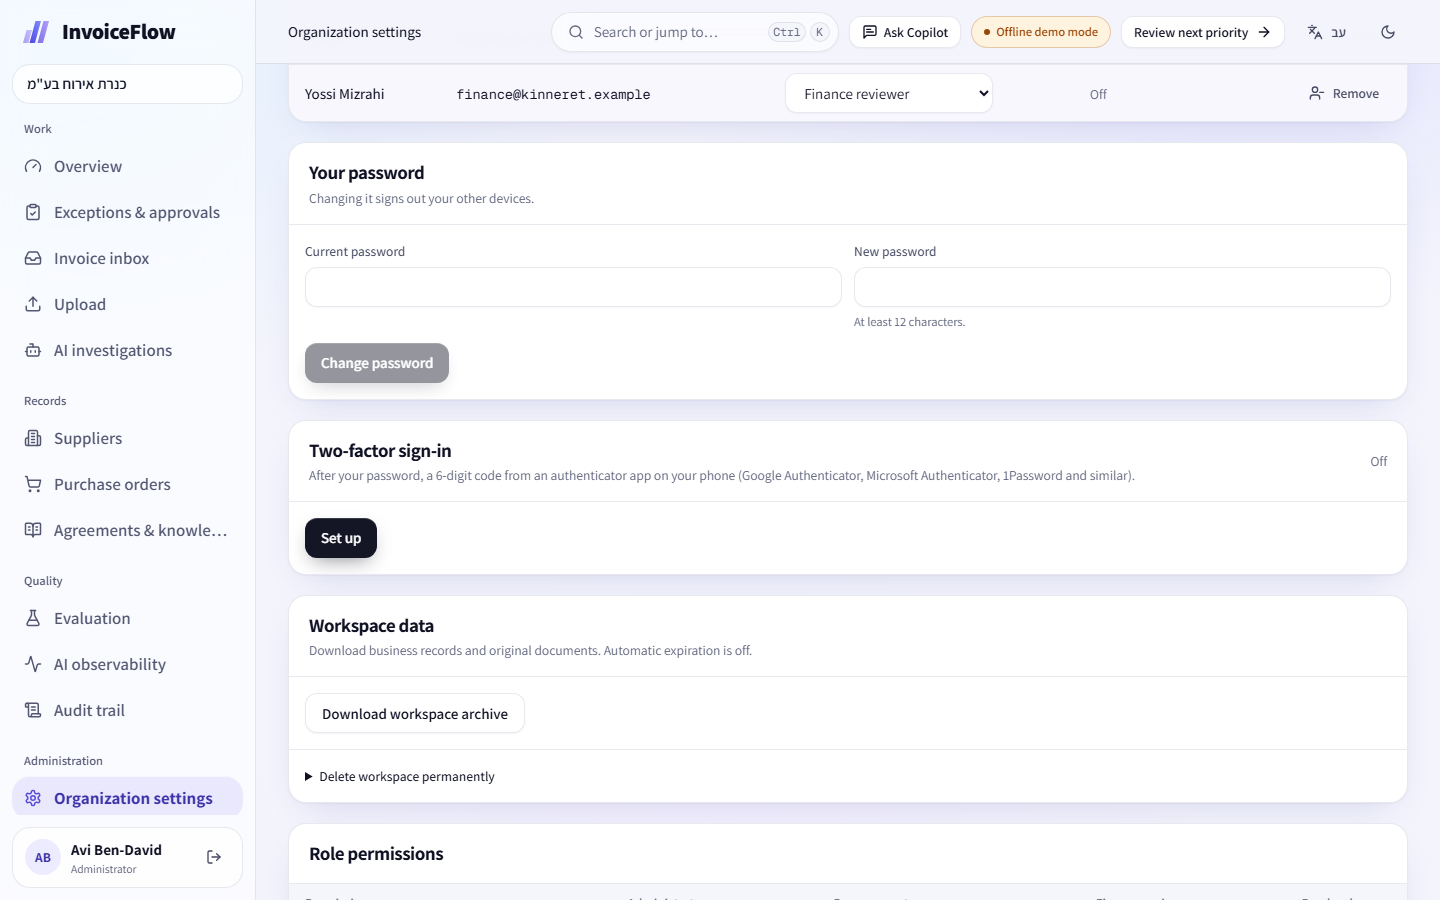 InvoiceFlow
כנרת אירוח בע"מ
Work
Overview
Exceptions & approvals
Invoice inbox
Upload
AI investigations
Records
Suppliers
Purchase orders
Agreements & knowle...
Quality
Evaluation
AI observability
Audit trail
Administration
Organization settings
AB
Avi Ben-David
Administrator
Organization settings
Search or jump to...
Ctrl K
Ask Copilot
Offline demo mode
Review next priority
עב
Yossi Mizrahi finance@kinneret.example Finance reviewer Off Remove
Your password
Changing it signs out your other devices.
Current password New password
At least 12 characters.
Change password
Two-factor sign-in
After your password, a 6-digit code from an authenticator app on your phone (Google Authenticator, Microsoft Authenticator, 1Password and similar).
Off
Set up
Workspace data
Download business records and original documents. Automatic expiration is off.
Download workspace archive
Delete workspace permanently
Role permissions